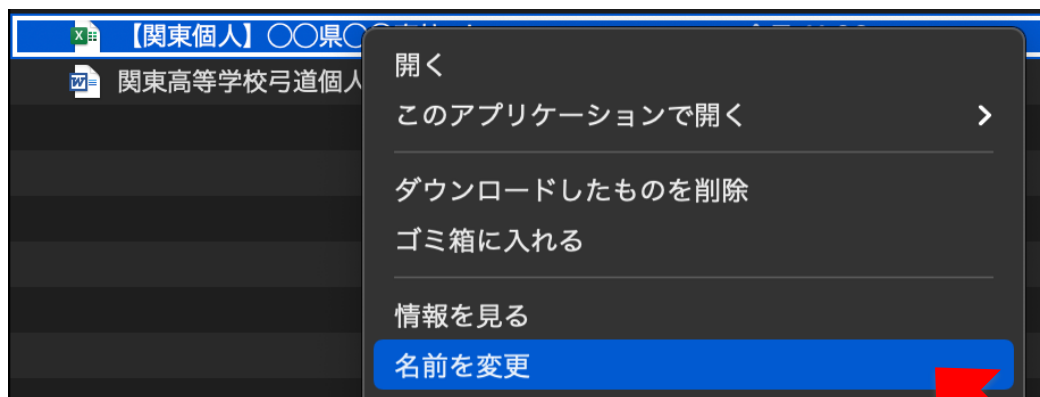 【関東個人】○○県○
関東高等学校弓道個人
開く
このアプリケーションで開く
ダウンロードしたものを削除
ゴミ箱に入れる
情報を見る
名前を変更